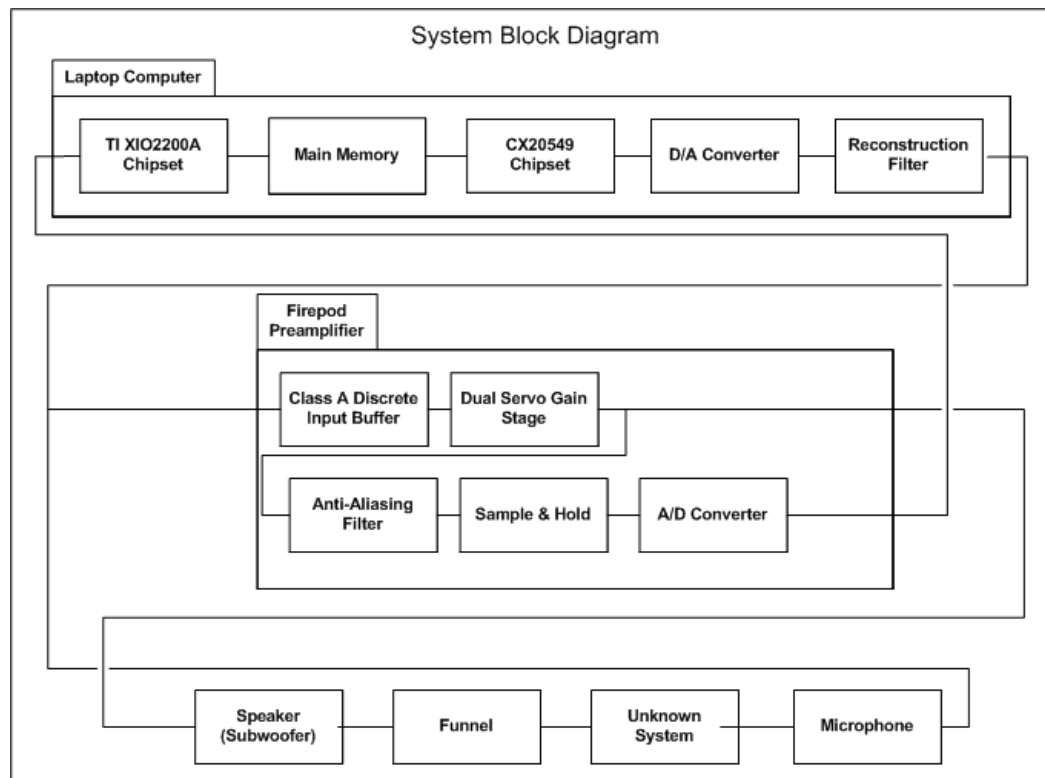 System Block Diagram
Laptop Computer
TI XIO2200A
Chipset
Main Memory
CX20549
Chipset
D/A Converter
Reconstruction
Filter
Firepod
Preamplifier
Class A Discrete
Input Buffer
Dual Servo Gain
Stage
Anti-Aliasing
Filter
Sample & Hold
A/D Converter
Speaker
(Subwoofer)
Funnel
Unknown
System
Microphone